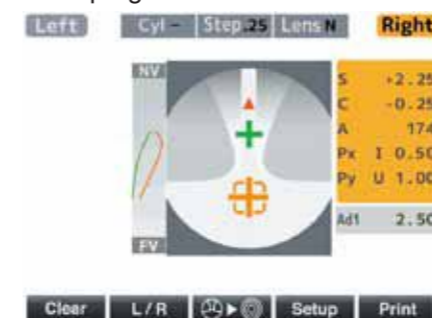 Left Cyl – Step.25 Lens N Right
NV
S +2.25
C -0.25
A 174
Px I 0.50
Py U 1.00
Ad1 2.50
FV
Clear L/R Setup Print